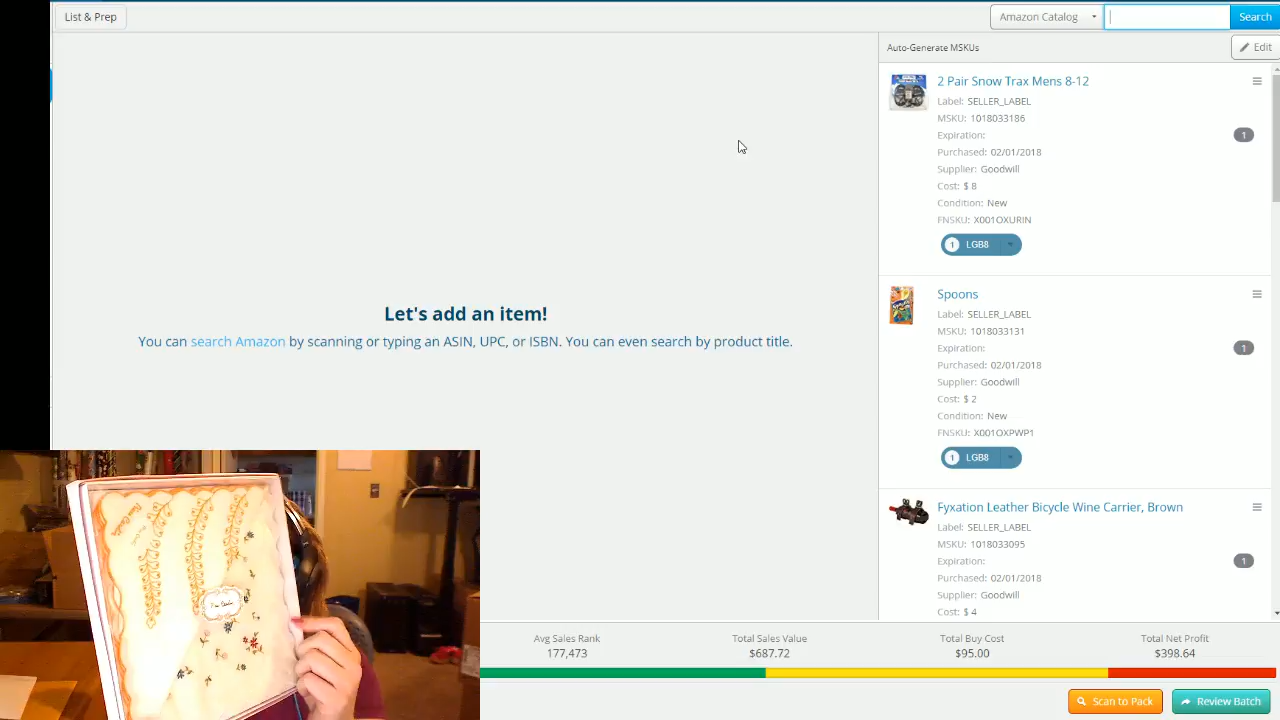 List & Prep
Amazon Catalog
Search
Auto-Generate MSKUs
Edit
2 Pair Snow Trax Mens 8-12
Label: SELLER_LABEL
MSKU: 1018033186
Expiration:
1
Purchased: 02/01/2018
Supplier: Goodwill
Cost: $ 8
Condition: New
FNSKU: X001OXURIN
1 LGB8
Let's add an item!
You can search Amazon by scanning or typing an ASIN, UPC, or ISBN. You can even search by product title.
Spoons
Label: SELLER_LABEL
MSKU: 1018033131
Expiration:
1
Purchased: 02/01/2018
Supplier: Goodwill
Cost: $ 2
Condition: New
FNSKU: X001OXPWP1
1 LGB8
Fyxation Leather Bicycle Wine Carrier, Brown
Label: SELLER_LABEL
MSKU: 1018033095
Expiration:
1
Purchased: 02/01/2018
Supplier: Goodwill
Cost: $ 4
Avg Sales Rank
177,473
Total Sales Value
$687.72
Total Buy Cost
$95.00
Total Net Profit
$398.64
Scan to Pack
Review Batch